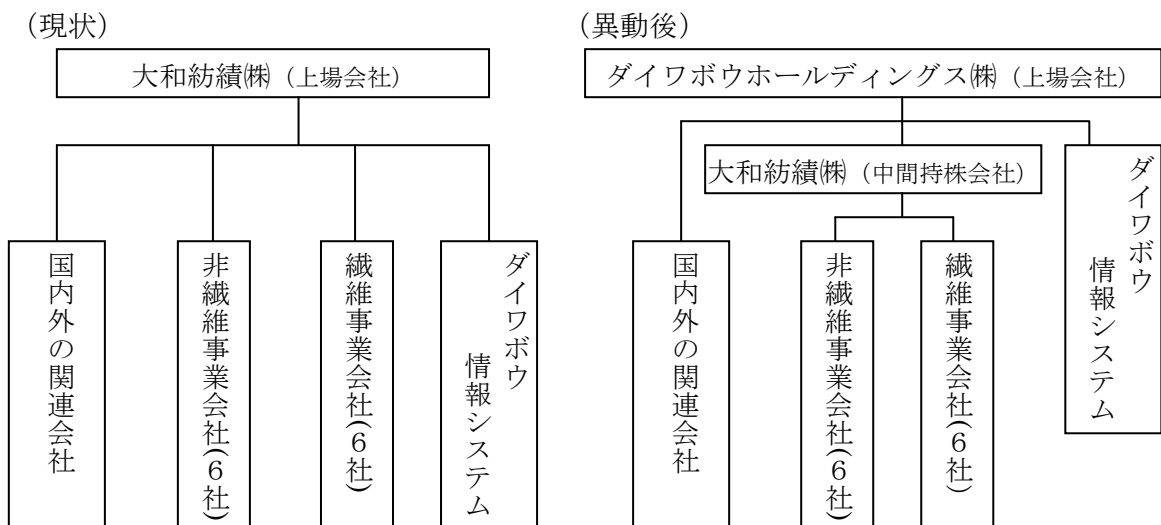 （現状）
大和紡績㈱（上場会社）
国内外の関連会社
非繊維事業会社(６社)
繊維事業会社(６社)
ダイワボウ
情報システム
（異動後）
ダイワボウホールディングス㈱（上場会社）
大和紡績㈱（中間持株会社）
国内外の関連会社
非繊維事業会社(６社)
繊維事業会社(６社)
ダイワボウ
情報システム